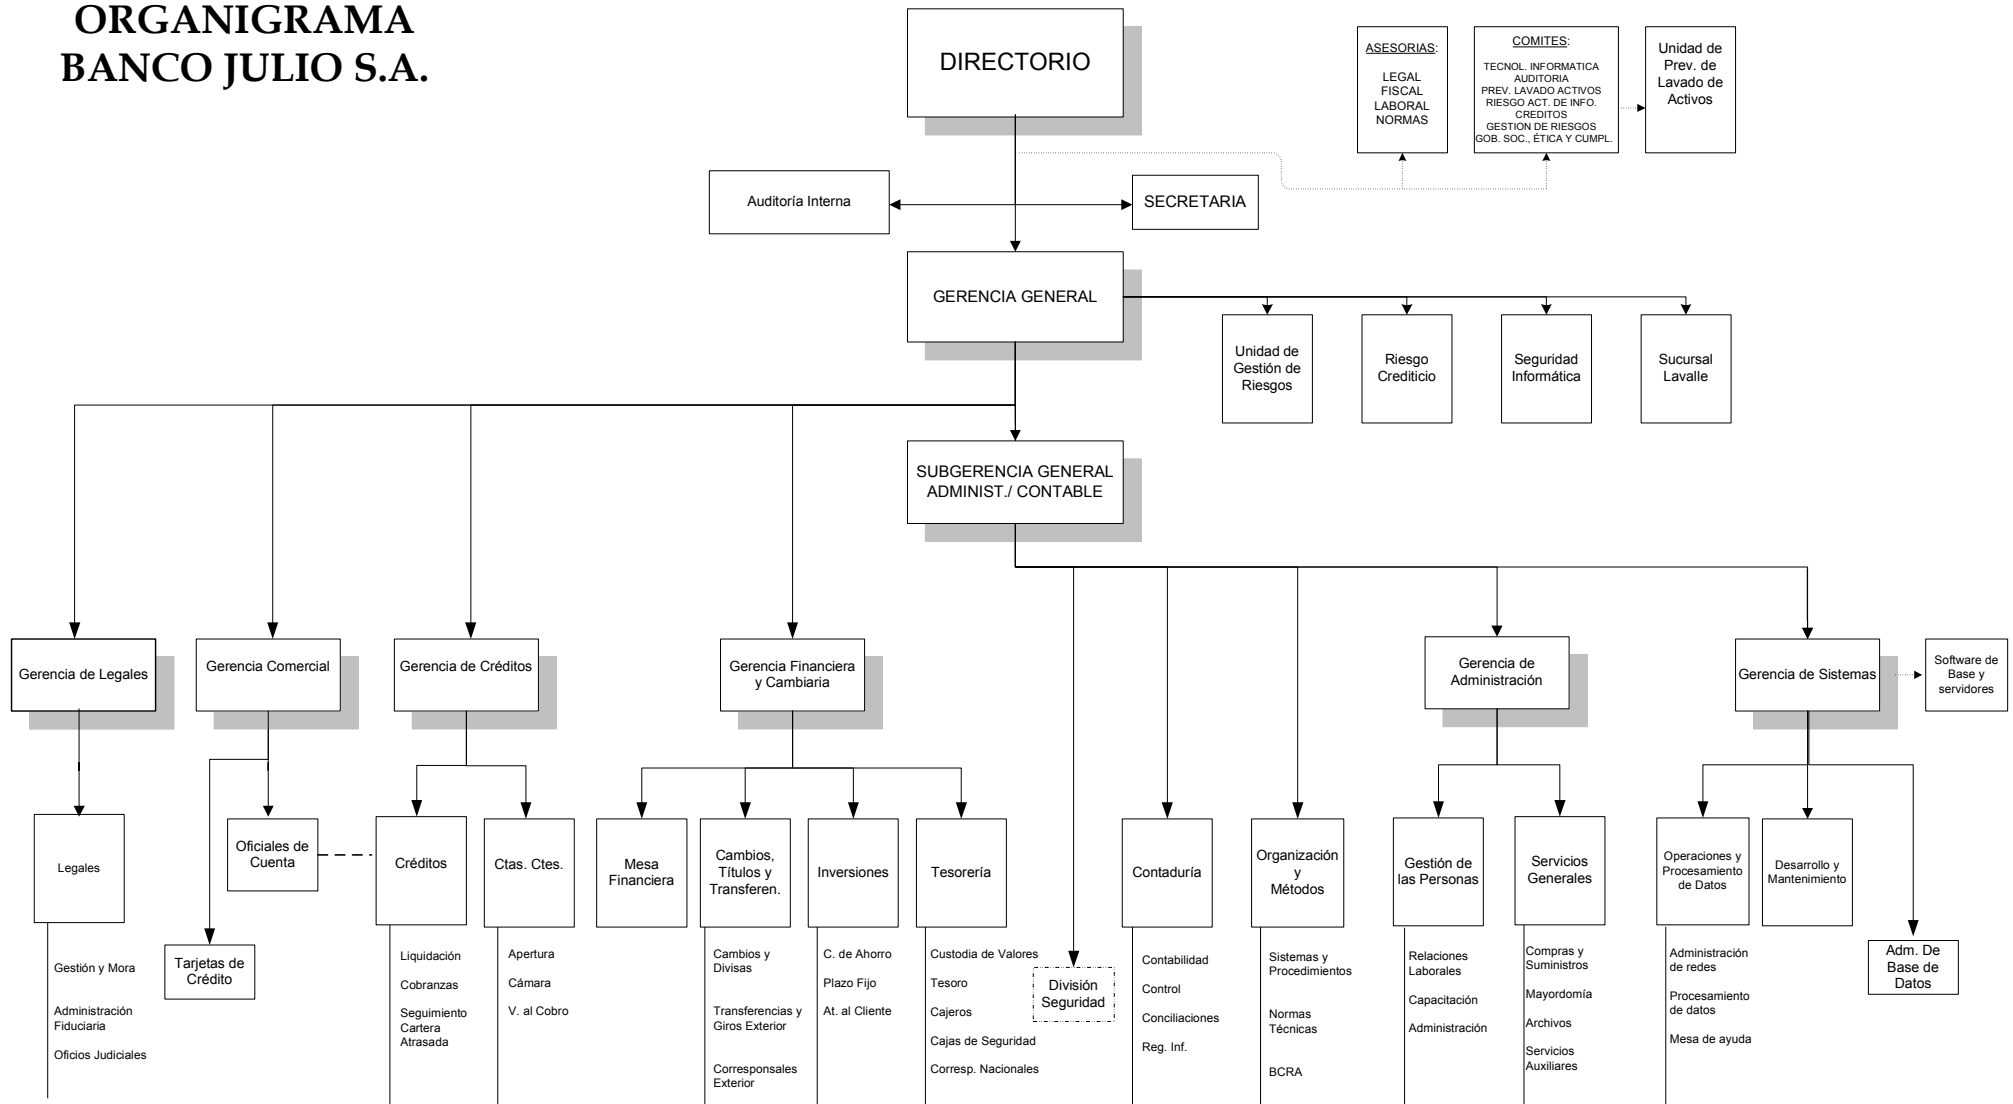 ORGANIGRAMA
BANCO JULIO S.A.
DIRECTORIO
ASESORIAS:
LEGAL
FISCAL
LABORAL
NORMAS
COMITES:
TECNOL. INFORMATICA
AUDITORIA
PREV. LAVADO ACTIVOS
RIESGO ACT. DE INFO.
CREDITOS
GESTION DE RIESGOS
GOB. SOC., ÉTICA Y CUMPL.
Unidad de
Prev. de
Lavado de
Activos
Auditoría Interna
SECRETARIA
GERENCIA GENERAL
Unidad de
Gestión de
Riesgos
Riesgo
Crediticio
Seguridad
Informática
Sucursal
Lavalle
SUBGERENCIA GENERAL
ADMINIST./ CONTABLE
Gerencia de Legales
Gerencia Comercial
Gerencia de Créditos
Gerencia Financiera
y Cambiaria
Gerencia de
Administración
Gerencia de Sistemas
Software de
Base y
servidores
Legales
Gestión y Mora
Administración
Fiduciaria
Oficios Judiciales
Tarjetas de
Crédito
Oficiales de
Cuenta
Créditos
Liquidación
Cobranzas
Seguimiento
Cartera
Atrasada
Ctas. Ctes.
Apertura
Cámara
V. al Cobro
Mesa
Financiera
Cambios,
Títulos y
Transferen.
Cambios y
Divisas
Transferencias y
Giros Exterior
Corresponsales
Exterior
Inversiones
C. de Ahorro
Plazo Fijo
At. al Cliente
Tesorería
Custodia de Valores
Tesoro
Cajeros
Cajas de Seguridad
Corresp. Nacionales
División
Seguridad
Contaduría
Contabilidad
Control
Conciliaciones
Reg. Inf.
Organización
y
Métodos
Sistemas y
Procedimientos
Normas
Técnicas
BCRA
Gestión de
las Personas
Relaciones
Laborales
Capacitación
Administración
Servicios
Generales
Compras y
Suministros
Mayordomía
Archivos
Servicios
Auxiliares
Operaciones y
Procesamiento
de Datos
Administración
de redes
Procesamiento
de datos
Mesa de ayuda
Desarrollo y
Mantenimiento
Adm. De
Base de
Datos